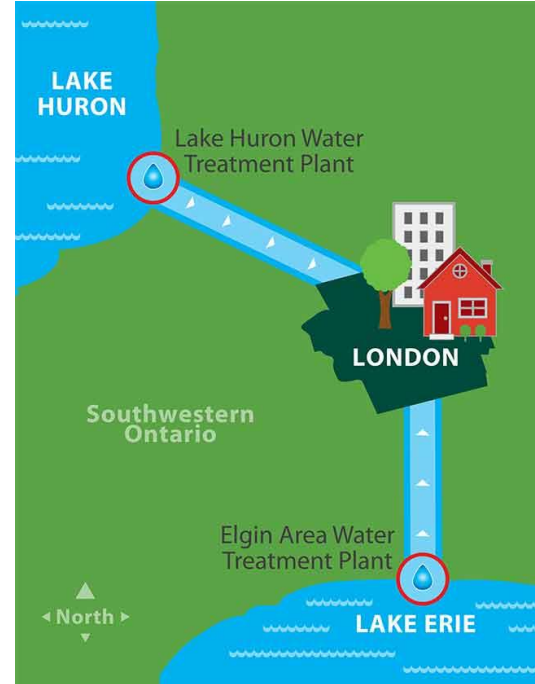 LAKE
HURON
Lake Huron Water
Treatment Plant
LONDON
Southwestern
Ontario
Elgin Area Water
Treatment Plant
North
LAKE ERIE